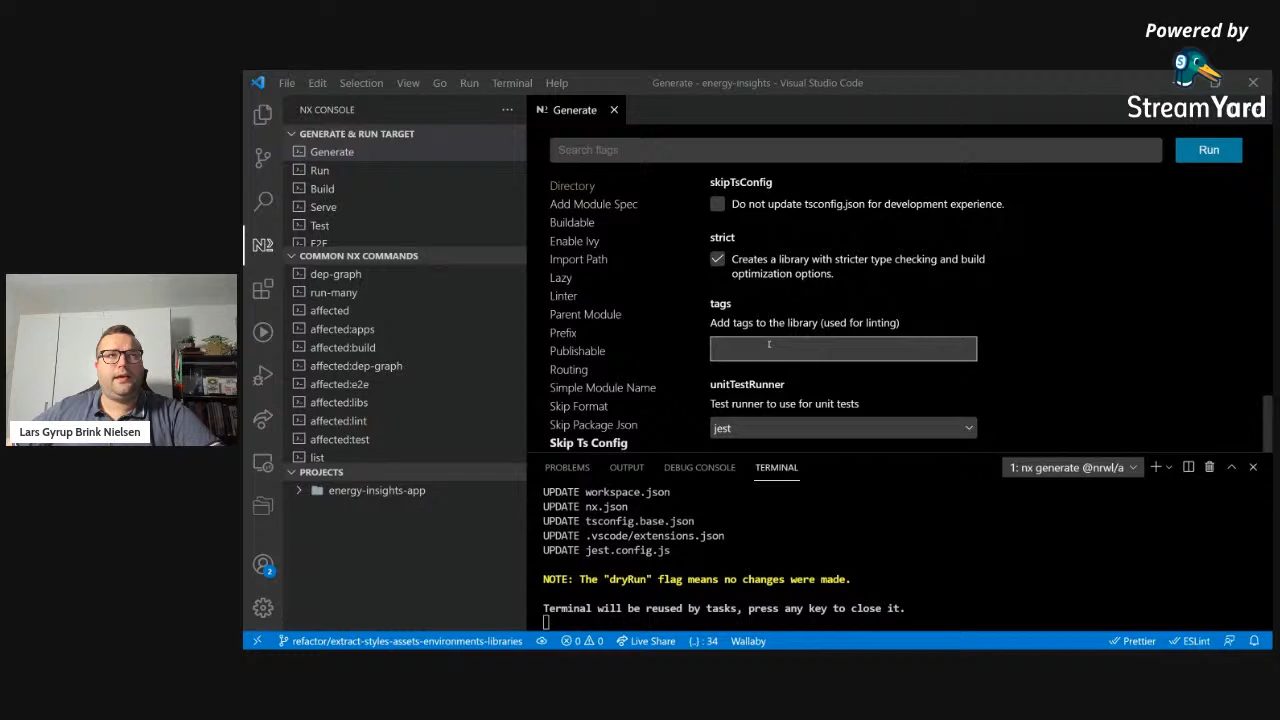 Powered by
StreamYard
File Edit Selection View Go Run Terminal Help
Generate - energy-insights - Visual Studio Code
NX CONSOLE
GENERATE & RUN TARGET
Generate
Run
Build
Serve
Test
E2E
COMMON NX COMMANDS
dep-graph
run-many
affected
affected:apps
affected:build
affected:dep-graph
affected:e2e
affected:libs
affected:lint
affected:test
list
PROJECTS
energy-insights-app
Generate
Search flags
Run
Directory
Add Module Spec
Buildable
Enable Ivy
Import Path
Lazy
Linter
Parent Module
Prefix
Publishable
Routing
Simple Module Name
Skip Format
Skip Package Json
Skip Ts Config
skipTsConfig
Do not update tsconfig.json for development experience.
strict
Creates a library with stricter type checking and build
optimization options.
tags
Add tags to the library (used for linting)
unitTestRunner
Test runner to use for unit tests
jest
PROBLEMS OUTPUT DEBUG CONSOLE TERMINAL
1: nx generate @nrwl/a
UPDATE workspace.json
UPDATE nx.json
UPDATE tsconfig.base.json
UPDATE .vscode/extensions.json
UPDATE jest.config.js
NOTE: The "dryRun" flag means no changes were made.
Terminal will be reused by tasks, press any key to close it.
2
refactor/extract-styles-assets-environments-libraries 0 0 Live Share {..} : 34 Wallaby Prettier ESLint
Lars Gyrup Brink Nielsen